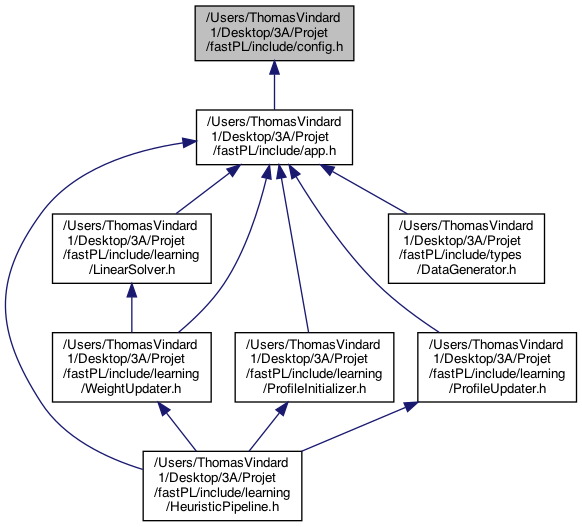 /Users/ThomasVindard
1/Desktop/3A/Projet
/fastPL/include/config.h
/Users/ThomasVindard
1/Desktop/3A/Projet
/fastPL/include/app.h
/Users/ThomasVindard
1/Desktop/3A/Projet
/fastPL/include/learning
/LinearSolver.h
/Users/ThomasVindard
1/Desktop/3A/Projet
/fastPL/include/types
/DataGenerator.h
/Users/ThomasVindard
1/Desktop/3A/Projet
/fastPL/include/learning
/WeightUpdater.h
/Users/ThomasVindard
1/Desktop/3A/Projet
/fastPL/include/learning
/ProfileInitializer.h
/Users/ThomasVindard
1/Desktop/3A/Projet
/fastPL/include/learning
/ProfileUpdater.h
/Users/ThomasVindard
1/Desktop/3A/Projet
/fastPL/include/learning
/HeuristicPipeline.h